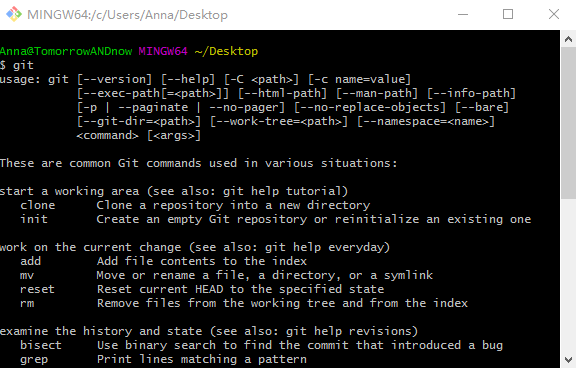 MINGW64:/c/Users/Anna/Desktop
Anna@TomorrowANDnow MINGW64 ~/Desktop
$ git
usage: git [--version] [--help] [-C <path>] [-c name=value]
           [--exec-path[=<path>]] [--html-path] [--man-path] [--info-path]
           [-p | --paginate | --no-pager] [--no-replace-objects] [--bare]
           [--git-dir=<path>] [--work-tree=<path>] [--namespace=<name>]
           <command> [<args>]

These are common Git commands used in various situations:

start a working area (see also: git help tutorial)
   clone      Clone a repository into a new directory
   init       Create an empty Git repository or reinitialize an existing one

work on the current change (see also: git help everyday)
   add        Add file contents to the index
   mv         Move or rename a file, a directory, or a symlink
   reset      Reset current HEAD to the specified state
   rm         Remove files from the working tree and from the index

examine the history and state (see also: git help revisions)
   bisect     Use binary search to find the commit that introduced a bug
   grep       Print lines matching a pattern